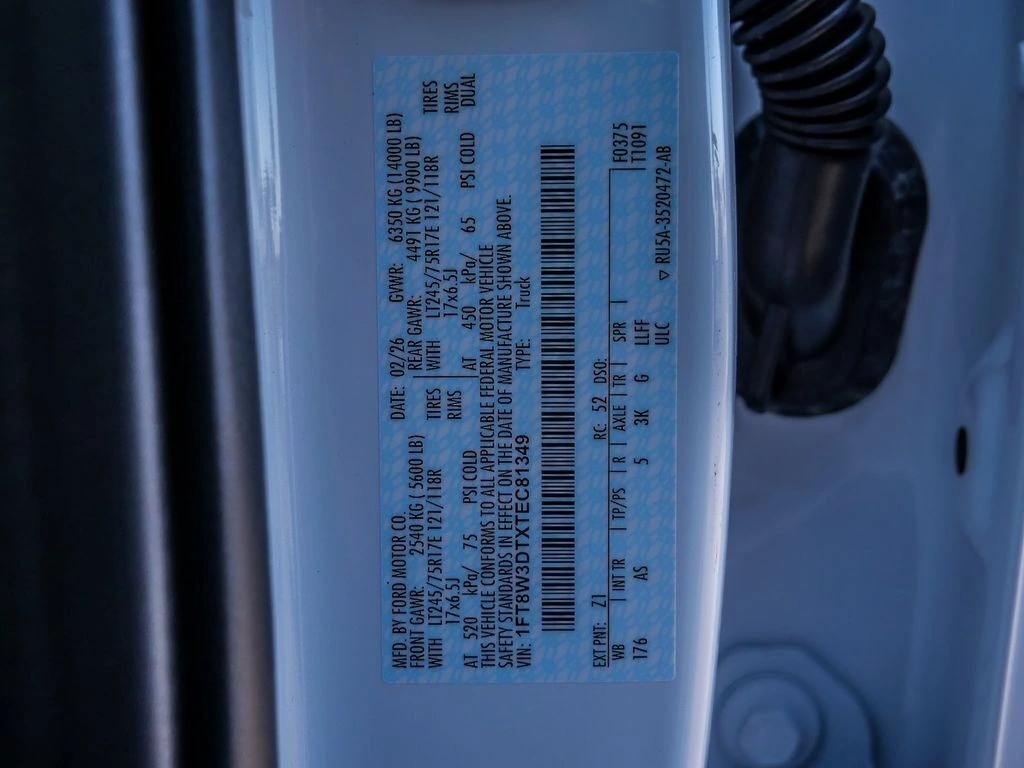 MFD BY FORD MOTOR CO. DATE: 02/26 GVWR: 6350 KG (14000 LB)
FRONT GAWR: 2540 KG ( 5600 LB) REAR GAWR: 4491 KG ( 9900 LB)
WITH LT245/75R17E 121/118R TIRES WITH LT245/75R17E 121/118R TIRES
17x6.5J RIMS 17x6.5J RIMS
AT 520 kPa/ 75 PSI COLD AT 450 kPa/ 65 PSI COLD DUAL
THIS VEHICLE CONFORMS TO ALL APPLICABLE FEDERAL MOTOR VEHICLE
SAFETY STANDARDS IN EFFECT ON THE DATE OF MANUFACTURE SHOWN ABOVE.
VIN: 1FT8W3DTXTEC81349 TYPE: Truck
EXT PNT: Z1 RC: 52 DSO:
WB INT TR TP/PS R AXLE TR SPR F0375
176 AS 5 3K G LLFF T1091
ULC RU5A-3520472-AB